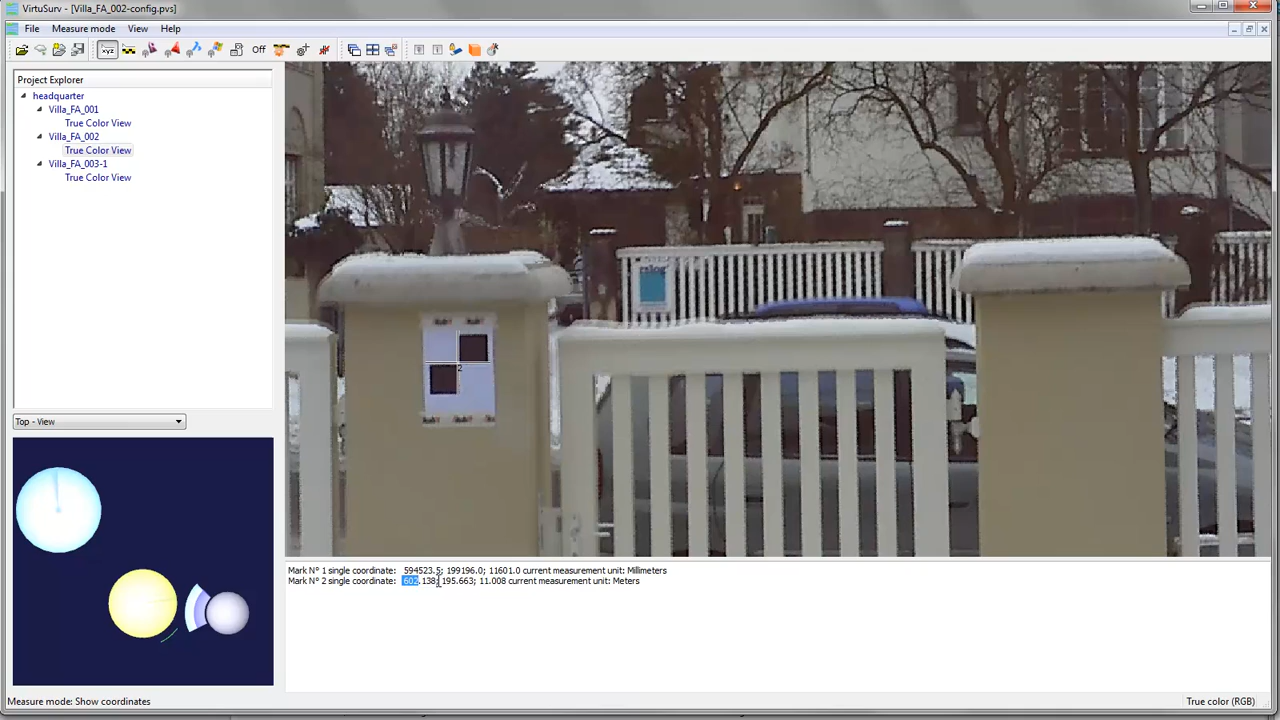 VirtuSurv - [Villa_FA_002-config.pvs]
File Measure mode View Help
xyz Off
Project Explorer
headquarter
Villa_FA_001
True Color View
Villa_FA_002
True Color View
Villa_FA_003-1
True Color View
Top - View
2
Mark N° 1 single coordinate: 594523.5; 199196.0; 11601.0 current measurement unit: Millimeters
Mark N° 2 single coordinate: 602.138; 195.663; 11.008 current measurement unit: Meters
Measure mode: Show coordinates
True color (RGB)